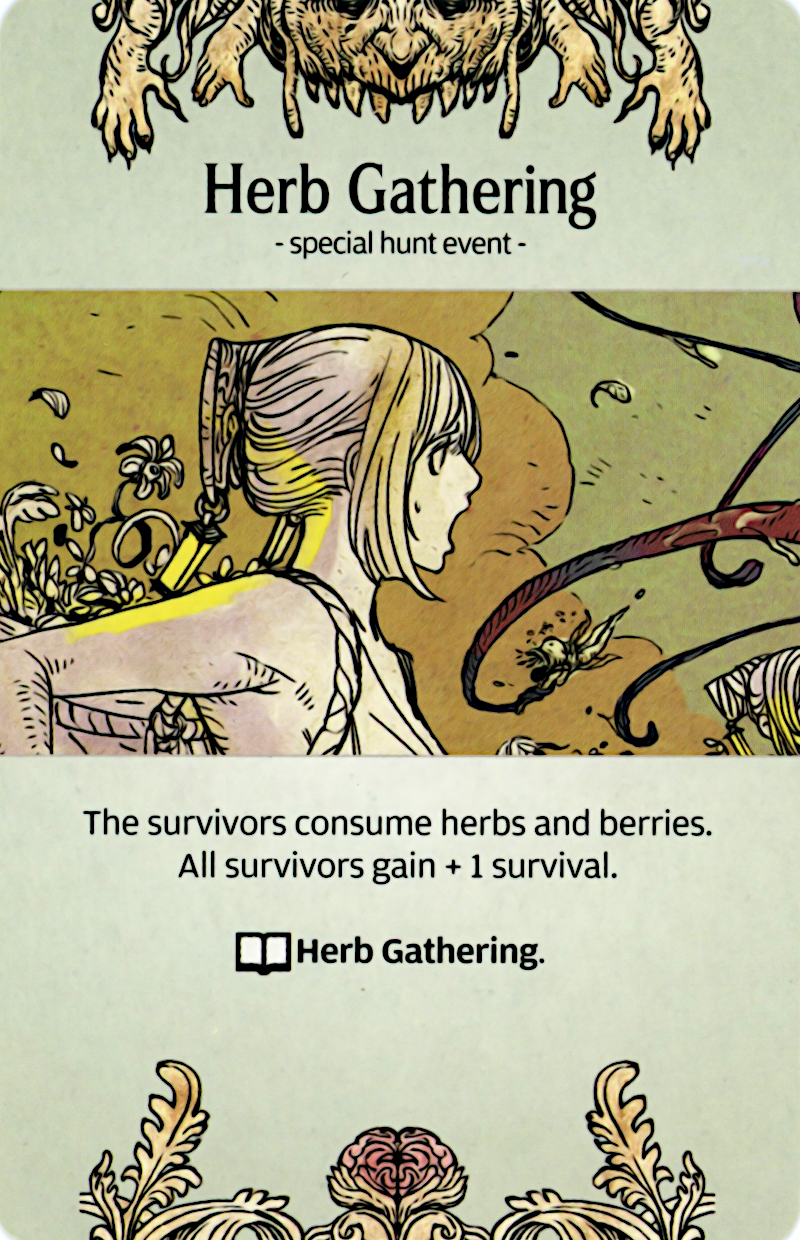 Herb Gathering
- special hunt event -
The survivors consume herbs and berries.
All survivors gain + 1 survival.
Herb Gathering.